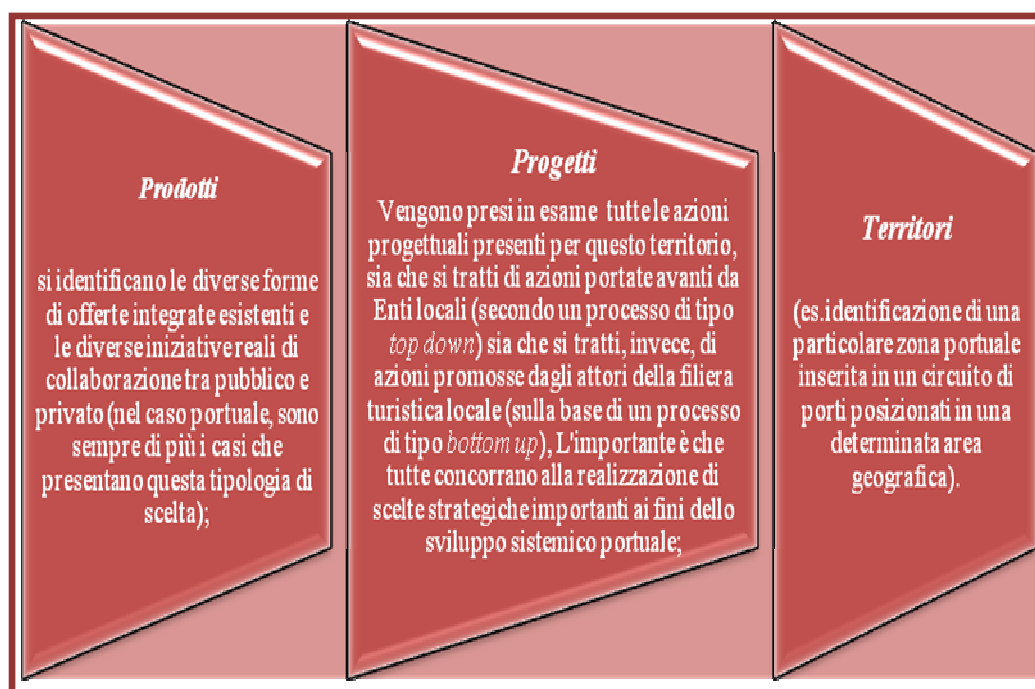 Prodotti
si identificano le diverse forme
di offerte integrate esistenti e
le diverse iniziative reali di
collaborazione tra pubblico e
privato (nel caso portuale, sono
sempre di più i casi che
presentano questa tipologia di
scelta);
Progetti
Vengono presi in esame tutte le azioni
progettuali presenti per questo territorio,
sia che si tratti di azioni portate avanti da
Enti locali (secondo un processo di tipo
top down) sia che si tratti, invece, di
azioni promosse dagli attori della filiera
turistica locale (sulla base di un processo
di tipo bottom up), L'importante è che
tutte concorrano alla realizzazione di
scelte strategiche importanti ai fini dello
sviluppo sistemico portuale;
Territori
(es.identificazione di una
particolare zona portuale
inserita in un circuito di
porti posizionati in una
determinata area
geografica).